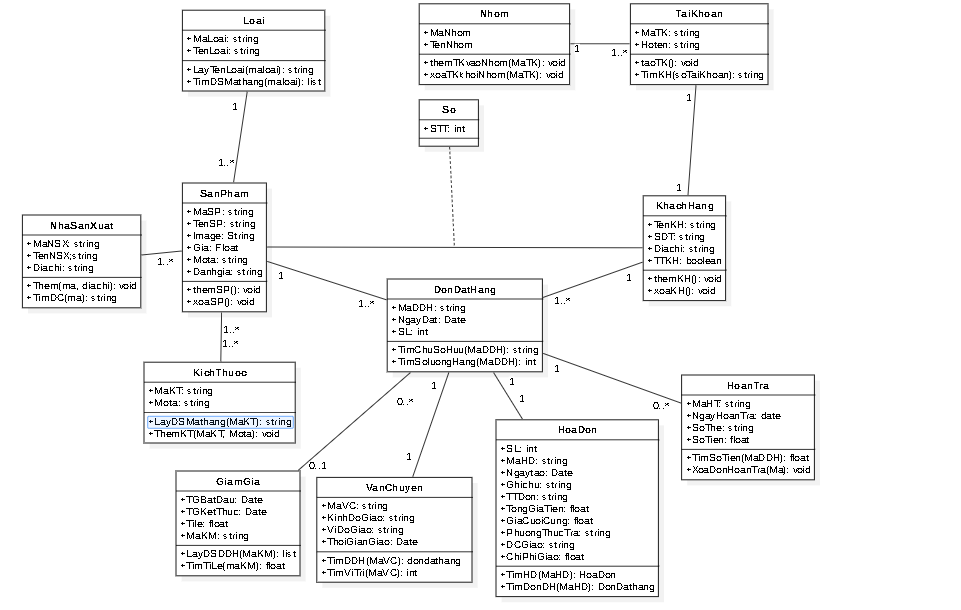 Loai
+MaLoai: string
+TenLoai: string
+LayTenLoai(maloai): string
+TimDSMathang(maloai): list
1
1..*
Nhom
+MaNhom
+TenNhom
+themTKvaoNhom(MaTK): void
+xoaTKkhoiNhom(MaTK): void
1
1..*
TaiKhoan
+MaTK: string
+Hoten: string
+taoTK(): void
+TimKH(soTaiKhoan): string
1
1
So
+STT: int
SanPham
+MaSP: string
+TenSP: string
+Image: String
+Gia: Float
+Mota: string
+Danhgia: string
+themSP(): void
+xoaSP(): void
NhaSanXuat
+MaNSX: string
+TenNSX;string
+Diachi: string
+Them(ma, diachi): void
+TimDC(ma): string
1..*
KhachHang
+TenKH: string
+SDT: string
+Diachi: string
+TTKH: boolean
+themKH(): void
+xoaKH(): void
1
1..*
1
1..*
DonDatHang
+MaDDH: string
+NgayDat: Date
+SL: int
+TimChuSoHuu(MaDDH): string
+TimSoluongHang(MaDDH): int
1..*
1..*
KichThuoc
+MaKT: string
+Mota: string
+LayDSMathang(MaKT): string
+ThemKT(MaKT, Mota): void
0..*
0..1
1
1
1
1
1
0..*
HoanTra
+MaHT: string
+NgayHoanTra: date
+SoThe: string
+SoTien: float
+TimSoTien(MaDDH): float
+XoaDonHoanTra(Ma): void
GiamGia
+TGBatDau: Date
+TGKetThuc: Date
+Tile: float
+MaKM: string
+LayDSDDH(MaKM): list
+TimTiLe(maKM): float
VanChuyen
+MaVC: string
+KinhDoGiao: string
+ViDoGiao: string
+ThoiGianGiao: Date
+TimDDH(MaVC): dondathang
+TimViTri(MaVC): int
HoaDon
+SL: int
+MaHD: string
+Ngaytao: Date
+Ghichu: string
+TTDon: string
+TongGiaTien: float
+GiaCuoiCung: float
+PhuongThucTra: string
+DCGiao: string
+ChiPhiGiao: float
+TimHD(MaHD): HoaDon
+TimDonDH(MaHD): DonDathang